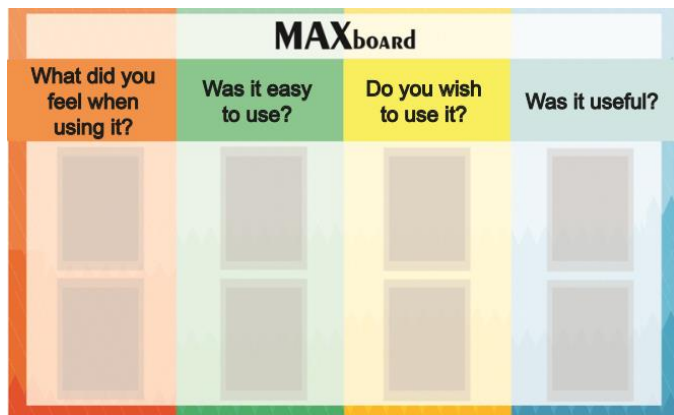 MAXBOARD
What did you
feel when
using it?
Was it easy
to use?
Do you wish
to use it?
Was it useful?